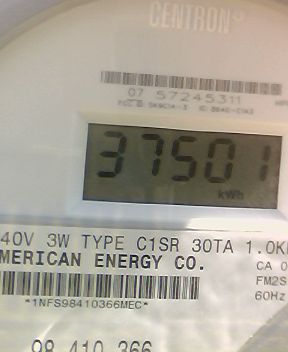 CENTRON®
07 57245311
37501
kWh
40V 3W TYPE C1SR 30TA 1.0K
MERICAN ENERGY CO.
CA 0
FM2S
60Hz
*1NFS98410366MEC*
98 410 366